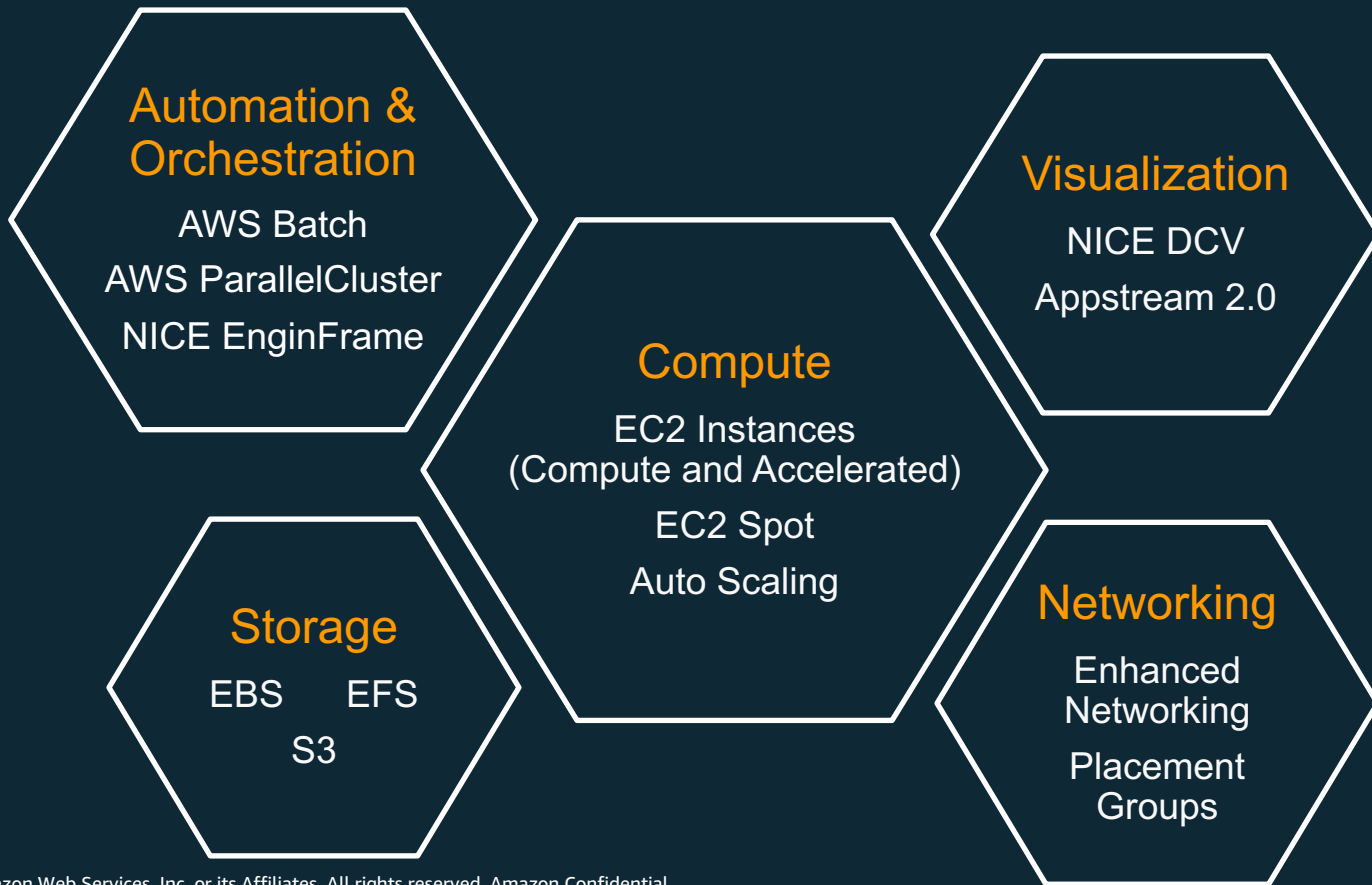 Automation &
Orchestration
AWS Batch
AWS ParallelCluster
NICE EnginFrame
Visualization
NICE DCV
Appstream 2.0
Compute
EC2 Instances
(Compute and Accelerated)
EC2 Spot
Auto Scaling
Storage
EBS EFS
S3
Networking
Enhanced
Networking
Placement
Groups
Web Services, Inc. or its Affiliates. All rights reserved. Amazon Confidential